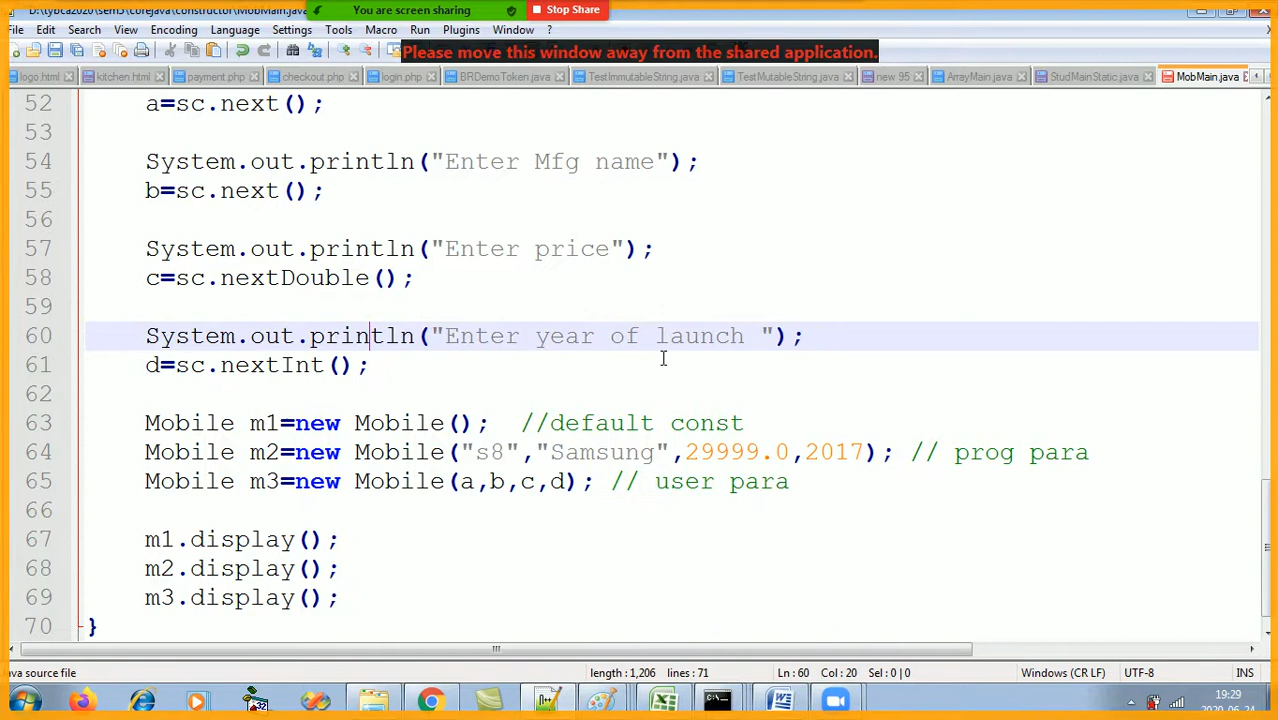 D:\tybca2020\sem5\corejava\constructor\MobMain.java
You are screen sharing
Stop Share
File Edit Search View Encoding Language Settings Tools Macro Run Plugins Window ?
Please move this window away from the shared application.
logo.html kitchen.html payment.php checkout.php login.php BRDemoToken.java TestImmutableString.java TestMutableString.java new 95 ArrayMain.java StudMainStatic.java MobMain.java
52 a=sc.next();
53
54 System.out.println("Enter Mfg name");
55 b=sc.next();
56
57 System.out.println("Enter price");
58 c=sc.nextDouble();
59
60 System.out.println("Enter year of launch ");
61 d=sc.nextInt();
62
63 Mobile m1=new Mobile(); //default const
64 Mobile m2=new Mobile("s8","Samsung",29999.0,2017); // prog para
65 Mobile m3=new Mobile(a,b,c,d); // user para
66
67 m1.display();
68 m2.display();
69 m3.display();
70 }
ava source file length : 1,206 lines : 71 Ln : 60 Col : 20 Sel : 0 | 0 Windows (CR LF) UTF-8 INS
32
19:29
2020-06-24